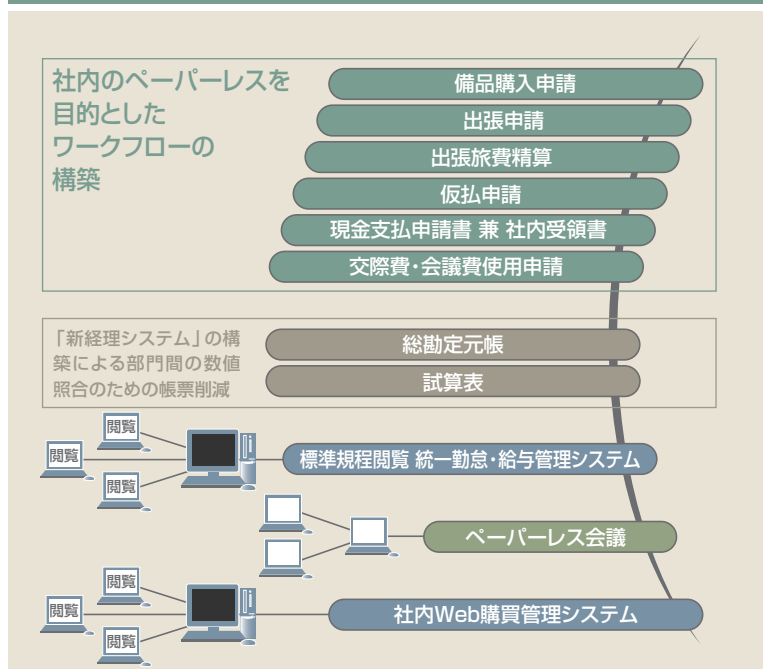 社内のペーパーレスを
目的とした
ワークフローの
構築
備品購入申請
出張申請
出張旅費精算
仮払申請
現金支払申請書 兼 社内受領書
交際費・会議費使用申請
「新経理システム」の構
築による部門間の数値
照合のための帳票削減
総勘定元帳
試算表
閲覧
閲覧
閲覧
標準規程閲覧 統一勤怠・給与管理システム
ペーパーレス会議
閲覧
閲覧
閲覧
社内Web購買管理システム